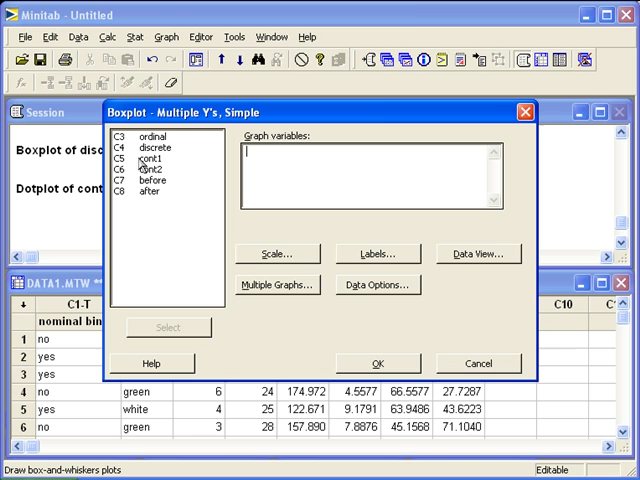 Minitab - Untitled
File Edit Data Calc Stat Graph Editor Tools Window Help
Session
Boxplot of disc
Dotplot of cont
Boxplot - Multiple Y's, Simple
C3 ordinal
C4 discrete
C5 cont1
C6 cont2
C7 before
C8 after
Graph variables:
Scale... Labels... Data View...
Multiple Graphs... Data Options...
Select
Help OK Cancel
DATA1.MTW **
C1-T C10
nominal bin
1 no
2 yes
3 yes
4 no green 6 24 174.972 4.5577 66.5577 27.7287
5 yes white 4 25 122.671 9.1791 63.9486 43.6223
6 no green 3 28 157.890 7.8876 45.1568 71.1040
Draw box-and-whiskers plots Editable